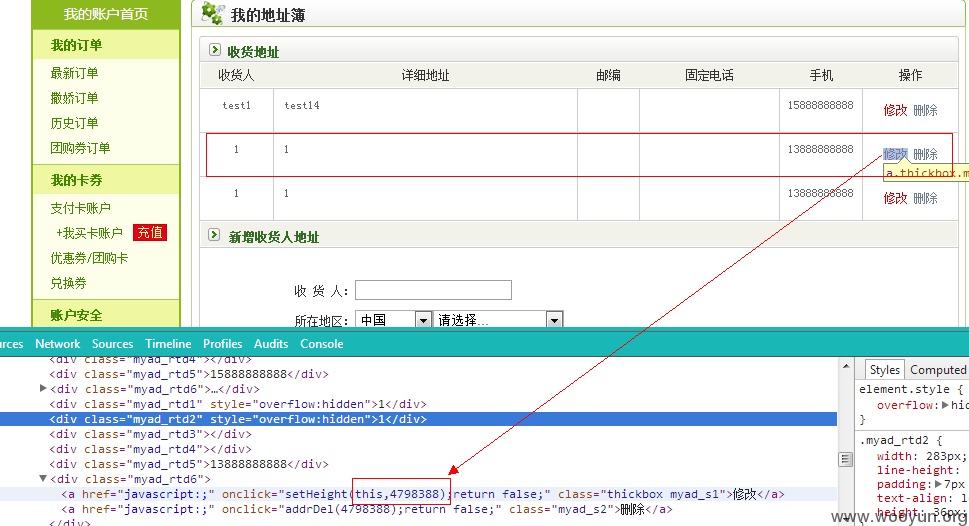 我的账户首页
我的订单
最新订单
撒娇订单
历史订单
团购券订单
我的卡券
支付卡账户
+我买卡账户 充值
优惠券/团购卡
兑换券
账户安全
我的地址簿
收货地址
收货人 详细地址 邮编 固定电话 手机 操作
test1 test14 15888888888 修改 删除
1 1 13888888888 修改 删除
a.thickbox.m
1 1 13888888888 修改 删除
新增收货人地址
收 货 人:
所在地区: 中国 请选择...
urces Network Sources Timeline Profiles Audits Console
<div class="myad_rtd4"></div>
<div class="myad_rtd5">15888888888</div>
<div class="myad_rtd6">…</div>
<div class="myad_rtd1" style="overflow:hidden">1</div>
<div class="myad_rtd2" style="overflow:hidden">1</div>
<div class="myad_rtd3"></div>
<div class="myad_rtd4"></div>
<div class="myad_rtd5">13888888888</div>
<div class="myad_rtd6">
<a href="javascript:;" onclick="setHeight(this,4798388);return false;" class="thickbox myad_s1">修改</a>
<a href="javascript:;" onclick="addrDel(4798388);return false;" class="myad_s2">删除</a>
</div>
Styles Computed
element.style {
overflow: hid
}
.myad_rtd2 {
width: 283px;
line-height:
padding: 7px
text-align: l
height: 36px;
www.wooyun.org